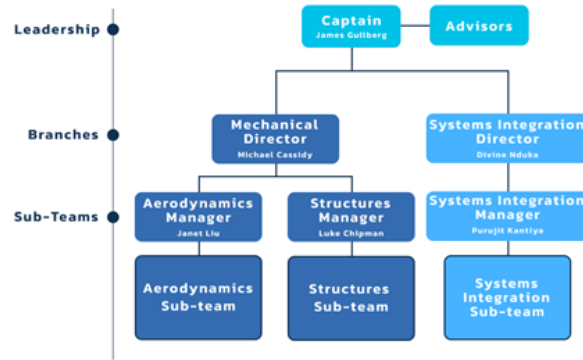 Leadership
Captain
James Gullberg
Advisors
Branches
Mechanical
Director
Michael Cassidy
Systems Integration
Director
Divine Nduka
Sub-Teams
Aerodynamics
Manager
Janet Liu
Structures
Manager
Luke Chipman
Systems Integration
Manager
Purujit Kantiya
Aerodynamics
Sub-team
Structures
Sub-team
Systems
Integration
Sub-team